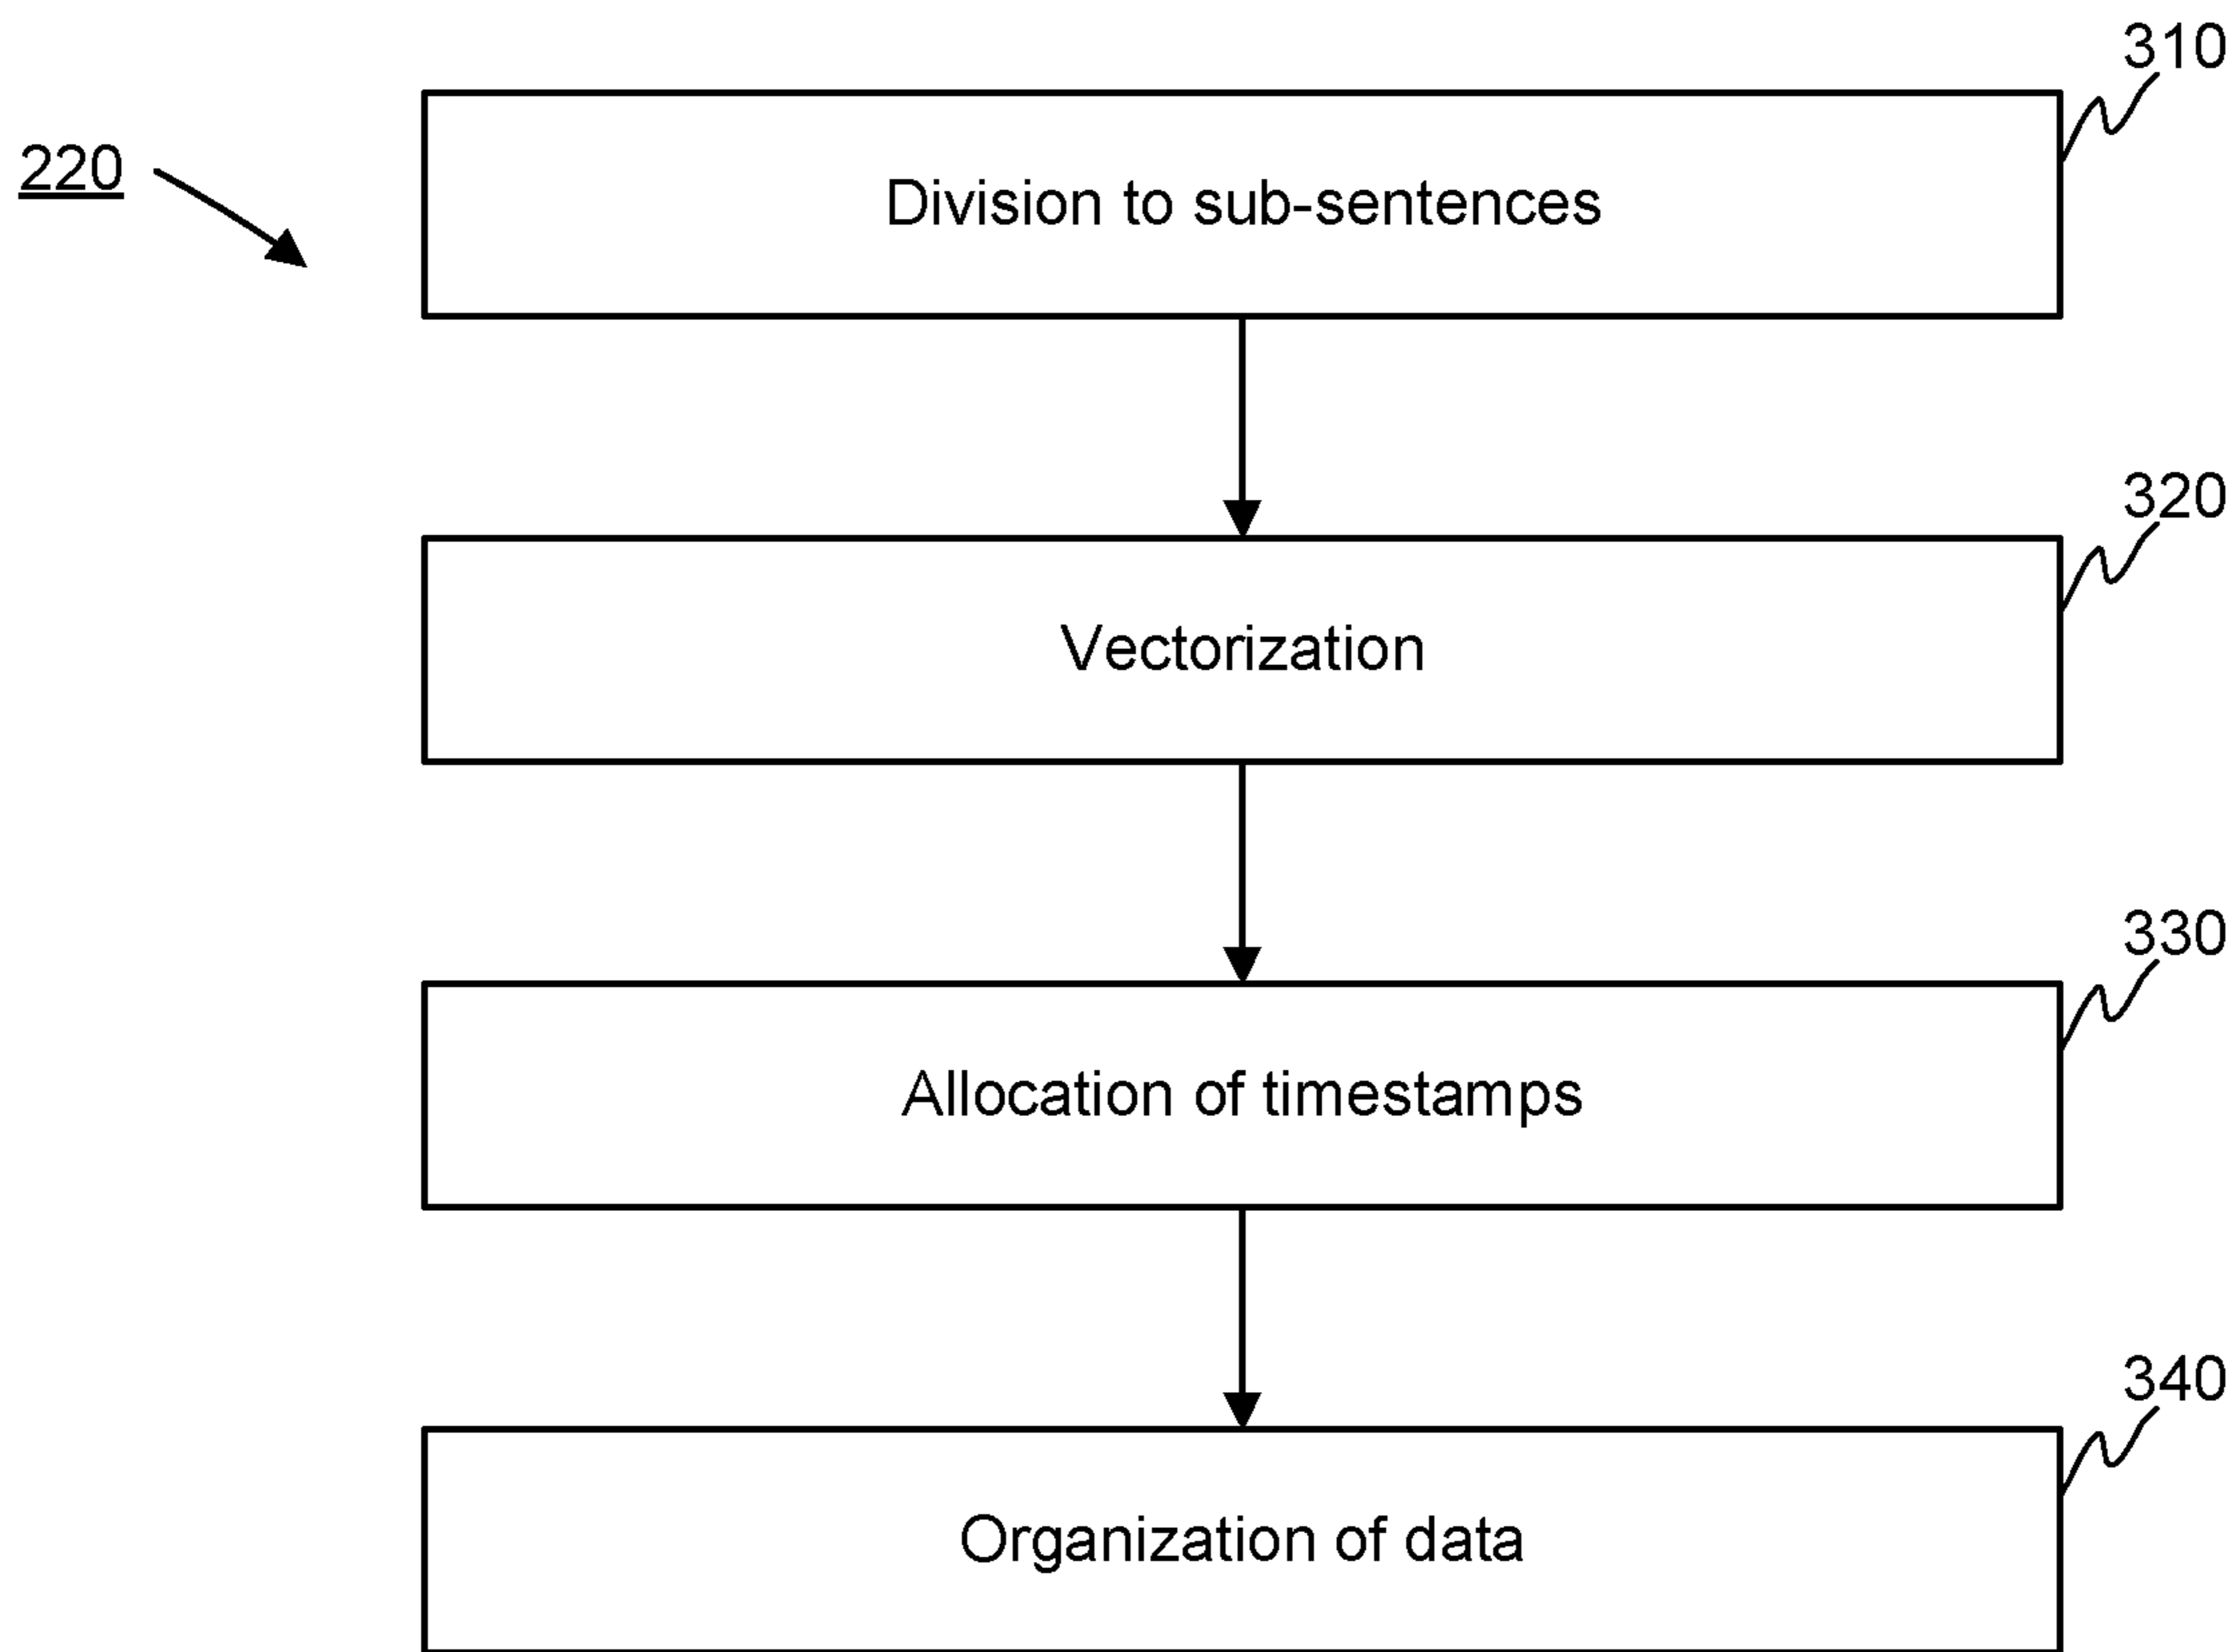 310
220
Division to sub-sentences
320
Vectorization
330
Allocation of timestamps
340
Organization of data